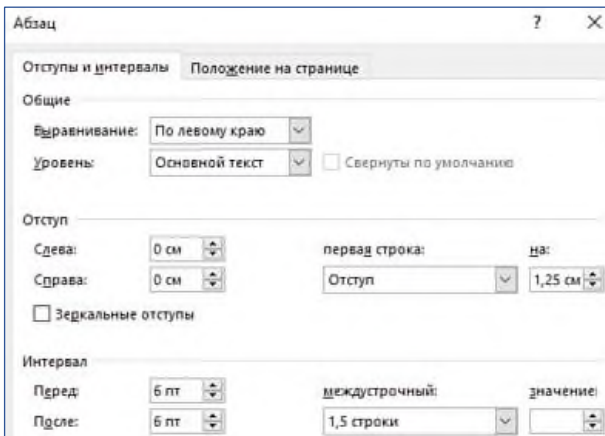 Абзац ? ×
Отступы и интервалы Положение на странице
Общие
Выравнивание: По левому краю
Уровень: Основной текст Свернуты по умолчанию
Отступ
Слева: 0 см первая строка: на:
Справа: 0 см Отступ 1,25 см
Зеркальные отступы
Интервал
Перед: 6 пт междустрочный: значение:
После: 6 пт 1,5 строки